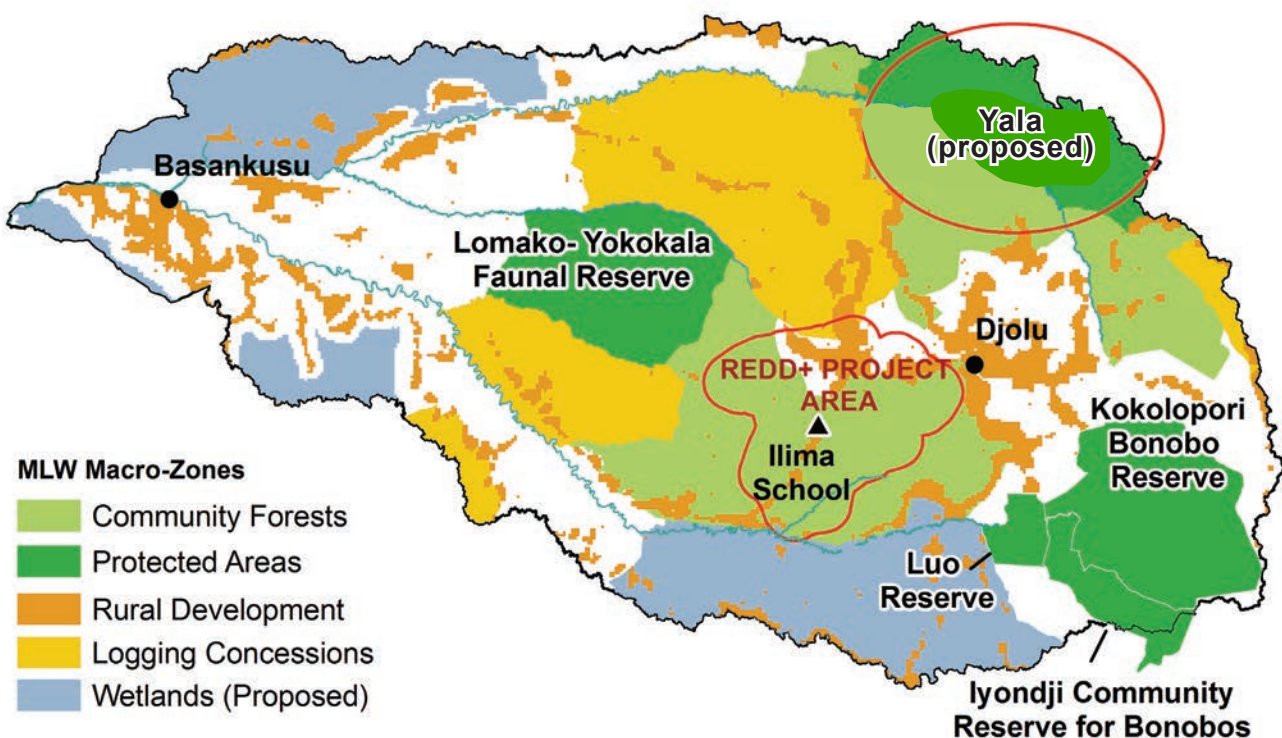 Yala
(proposed)
Basankusu
Lomako- Yokokala
Faunal Reserve
Djolu
REDD+ PROJECT
AREA
Ilima
School
Kokolopori
Bonobo
Reserve
MLW Macro-Zones
Community Forests
Protected Areas
Rural Development
Logging Concessions
Wetlands (Proposed)
Luo
Reserve
Iyondji Community
Reserve for Bonobos